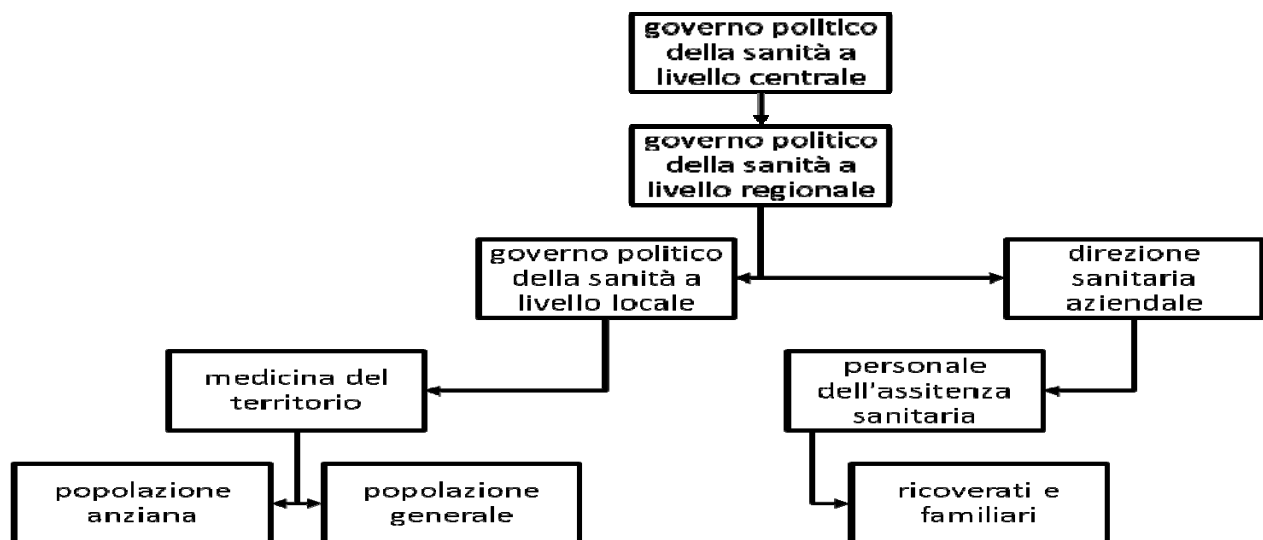 governo politico
della sanità a
livello centrale
governo politico
della sanità a
livello regionale
governo politico
della sanità a
livello locale
direzione
sanitaria
aziendale
medicina del
territorio
personale
dell'assitenza
sanitaria
popolazione
anziana
popolazione
generale
ricoverati e
familiari